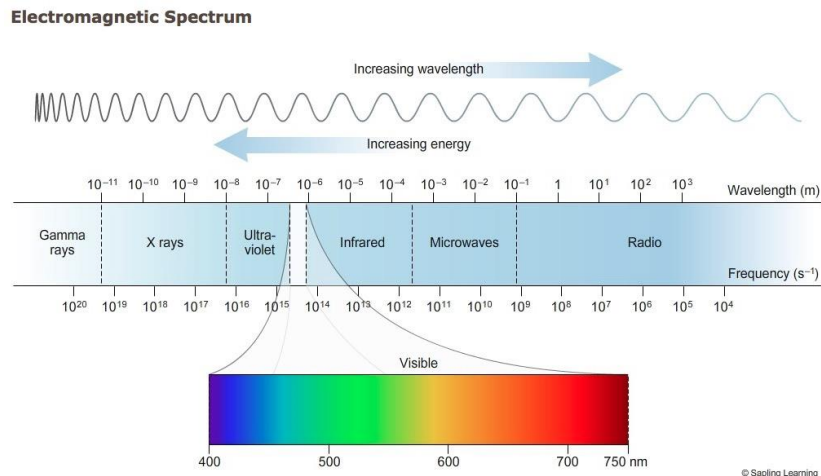 Electromagnetic Spectrum
Increasing wavelength
Increasing energy
10⁻¹¹ 10⁻¹⁰ 10⁻⁹ 10⁻⁸ 10⁻⁷ 10⁻⁶ 10⁻⁵ 10⁻⁴ 10⁻³ 10⁻² 10⁻¹ 1 10¹ 10² 10³ Wavelength (m)
Gamma rays X rays Ultra-violet Infrared Microwaves Radio
Frequency (s⁻¹)
10²⁰ 10¹⁹ 10¹⁸ 10¹⁷ 10¹⁶ 10¹⁵ 10¹⁴ 10¹³ 10¹² 10¹¹ 10¹⁰ 10⁹ 10⁸ 10⁷ 10⁶ 10⁵ 10⁴
Visible
400 500 600 700 750 nm
© Sapling Learning